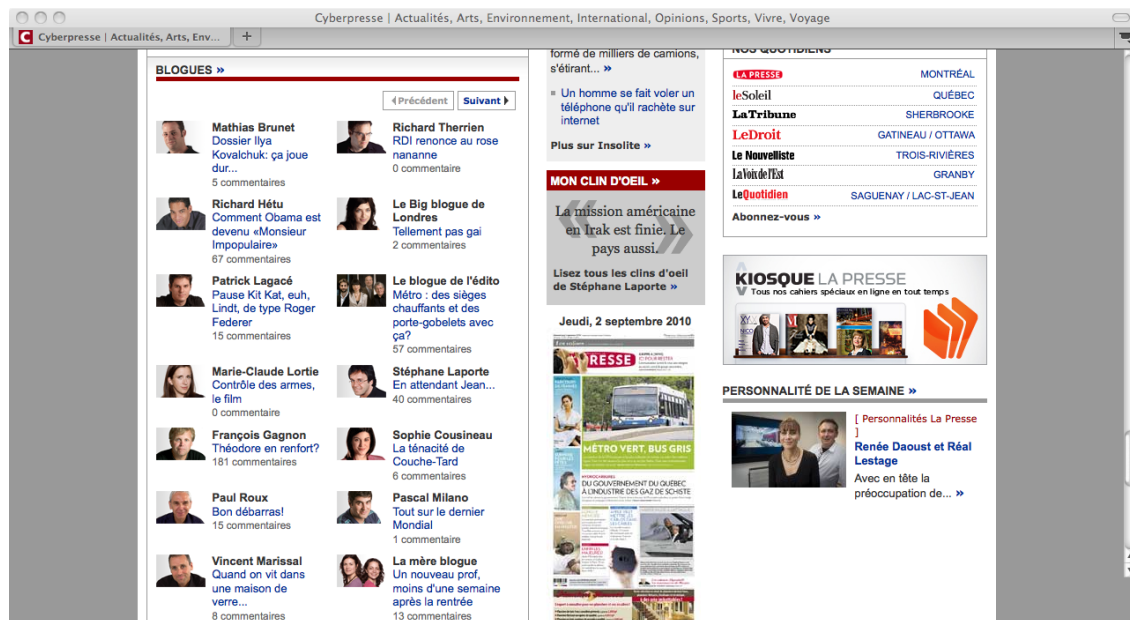 Cyberpresse | Actualités, Arts, Environnement, International, Opinions, Sports, Vivre, Voyage
Cyberpresse | Actualités, Arts, Env...
BLOGUES »
Précédent
Suivant
Mathias Brunet
Dossier Ilya
Kovalchuk: ça joue
dur...
5 commentaires
Richard Therrien
RDI renonce au rose
nananne
0 commentaire
Richard Hétu
Comment Obama est
devenu «Monsieur
Impopulaire»
67 commentaires
Le Big blogue de
Londres
Tellement pas gai
2 commentaires
Patrick Lagacé
Pause Kit Kat, euh,
Lindt, de type Roger
Federer
15 commentaires
Le blogue de l'édito
Métro : des sièges
chauffants et des
porte-gobelets avec
ça?
57 commentaires
Marie-Claude Lortie
Contrôle des armes,
le film
0 commentaire
Stéphane Laporte
En attendant Jean...
40 commentaires
François Gagnon
Théodore en renfort?
181 commentaires
Sophie Cousineau
La ténacité de
Couche-Tard
6 commentaires
Paul Roux
Bon débarras!
15 commentaires
Pascal Milano
Tout sur le dernier
Mondial
1 commentaire
Vincent Marissal
Quand on vit dans
une maison de
verre...
8 commentaires
La mère blogue
Un nouveau prof,
moins d'une semaine
après la rentrée
13 commentaires
formé de milliers de camions,
s'étirant... »
Un homme se fait voler un
téléphone qu'il rachète sur
internet
Plus sur Insolite »
MON CLIN D'OEIL »
La mission américaine
en Irak est finie. Le
pays aussi.
Lisez tous les clins d'oeil
de Stéphane Laporte »
Jeudi, 2 septembre 2010
PRESSE
MÉTRO VERT, BUS GRIS
DU GOUVERNEMENT DU QUÉBEC
À L'INDUSTRIE DES GAZ DE SCHISTE
NOS QUOTIDIENS
LA PRESSE MONTRÉAL
leSoleil QUÉBEC
LaTribune SHERBROOKE
LeDroit GATINEAU / OTTAWA
Le Nouvelliste TROIS-RIVIÈRES
La Voix de l'Est GRANBY
LeQuotidien SAGUENAY / LAC-ST-JEAN
Abonnez-vous »
KIOSQUE LA PRESSE
Tous nos cahiers spéciaux en ligne en tout temps
PERSONNALITÉ DE LA SEMAINE »
[ Personnalités La Presse
]
Renée Daoust et Réal
Lestage
Avec en tête la
préoccupation de... »